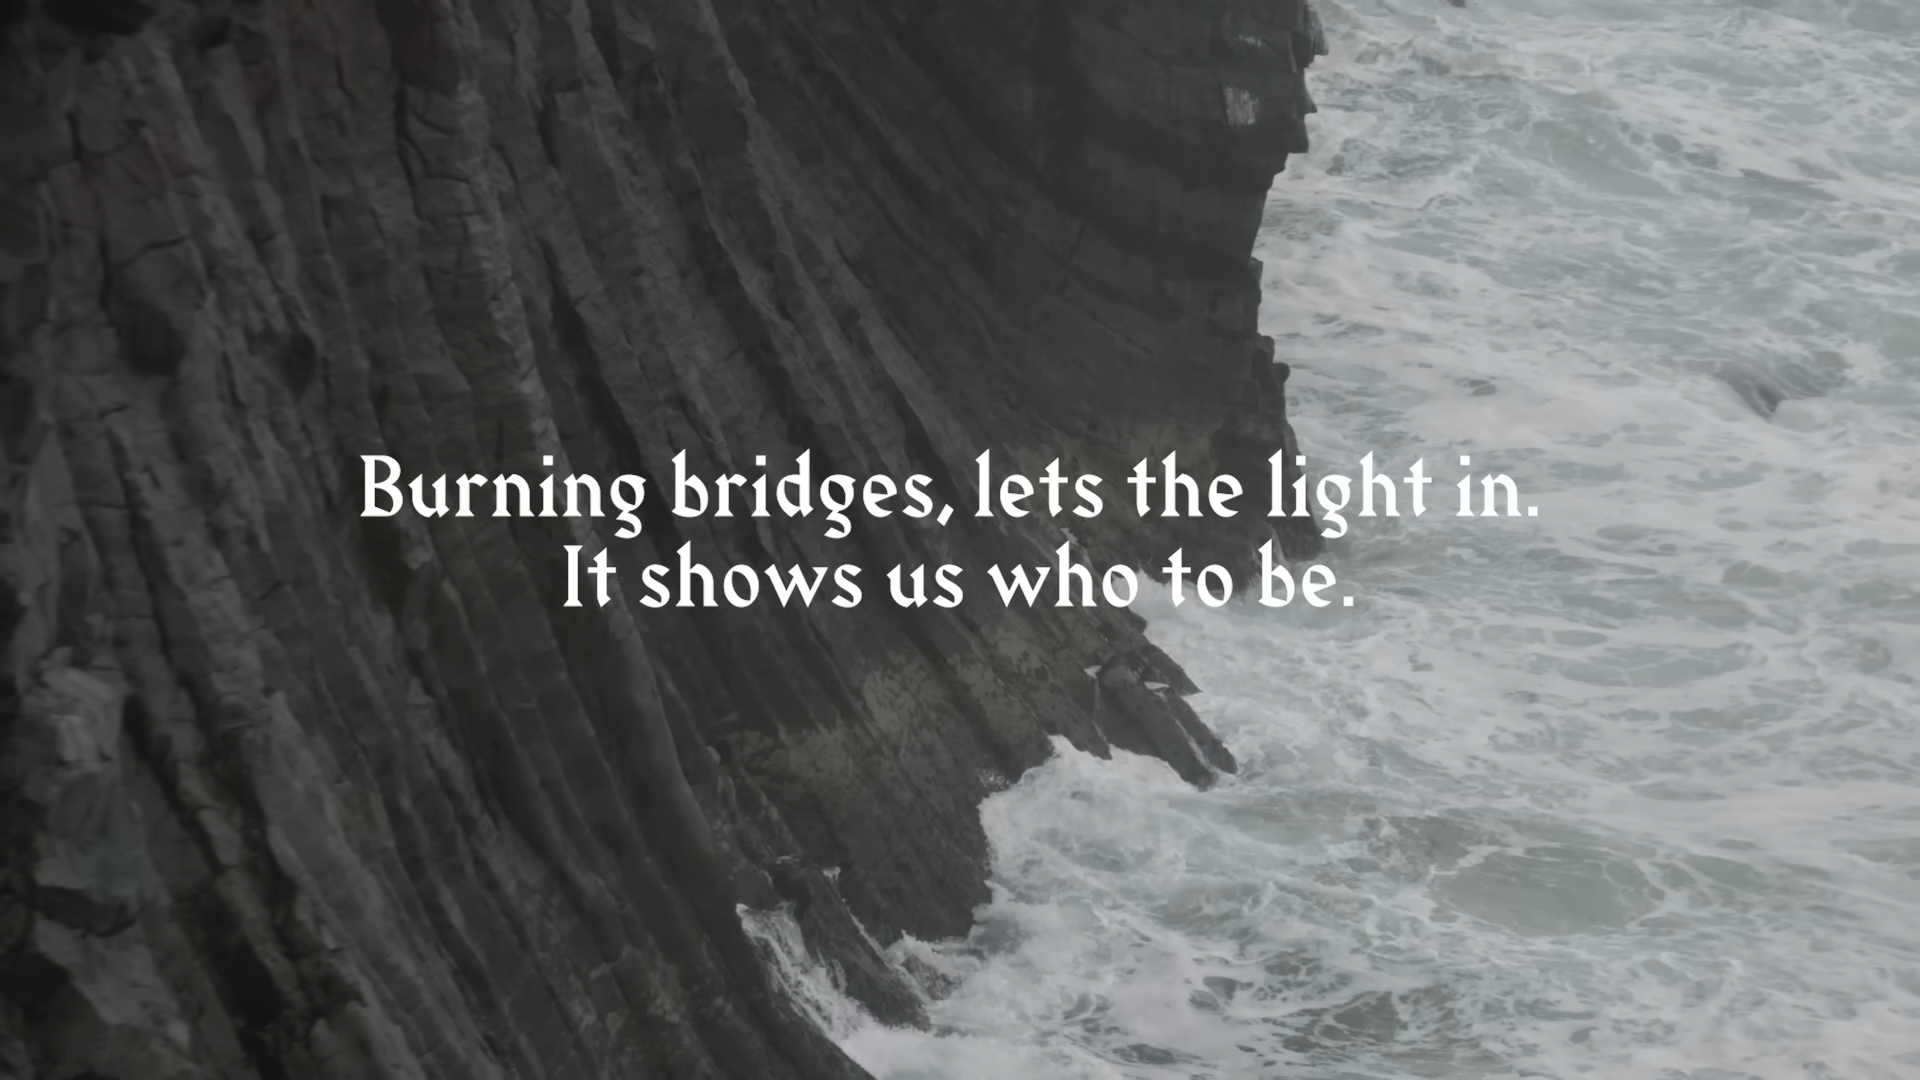 Burning bridges, lets the light in.
It shows us who to be.